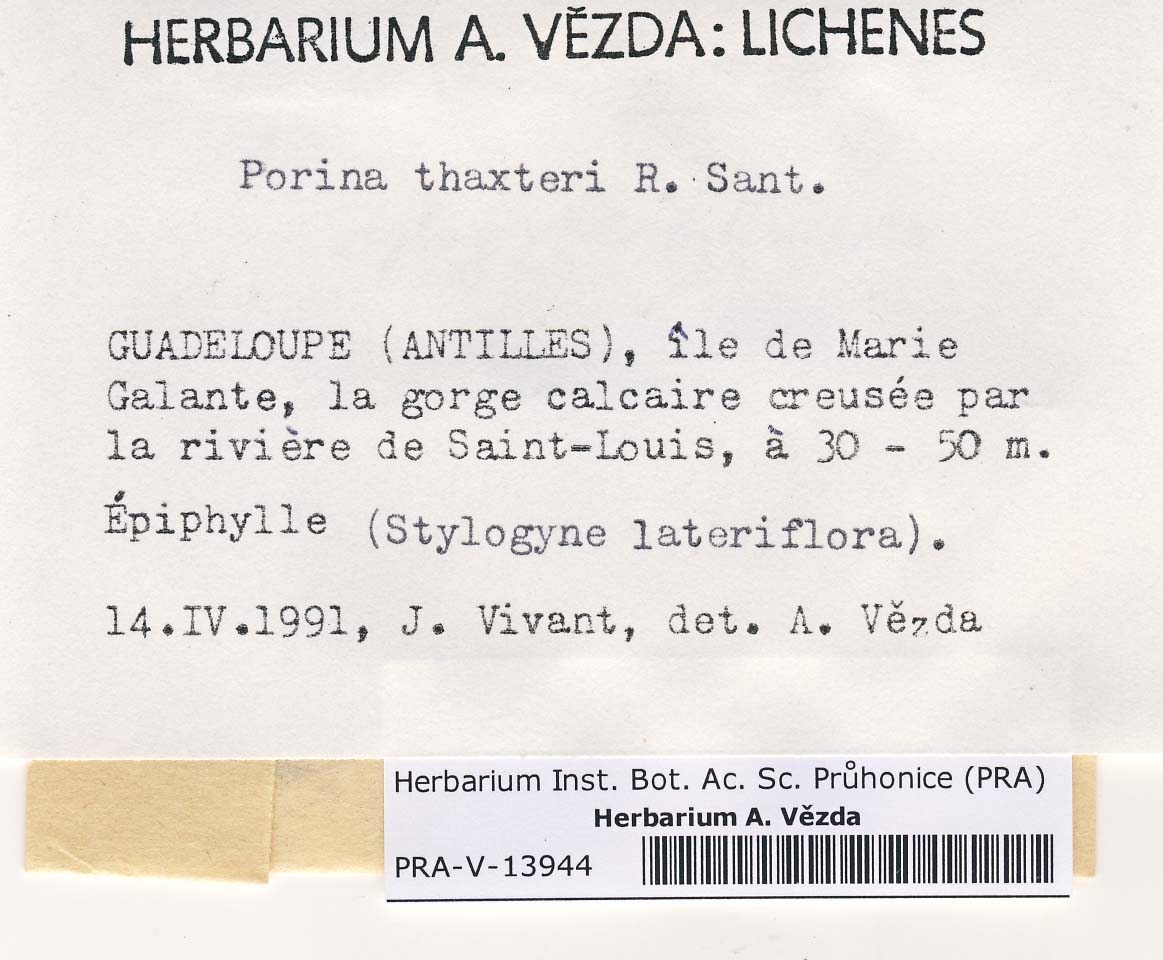 HERBARIUM A. VĚZDA: LICHENES
Porina thaxteri R. Sant.
GUADELOUPE (ANTILLES), Île de Marie
Galante, la gorge calcaire creusée par
la rivière de Saint-Louis, à 30 - 50 m.
Épiphylle (Stylogyne lateriflora).
14.IV.1991, J. Vivant, det. A. Vězda
Herbarium Inst. Bot. Ac. Sc. Průhonice (PRA)
Herbarium A. Vězda
PRA-V-13944